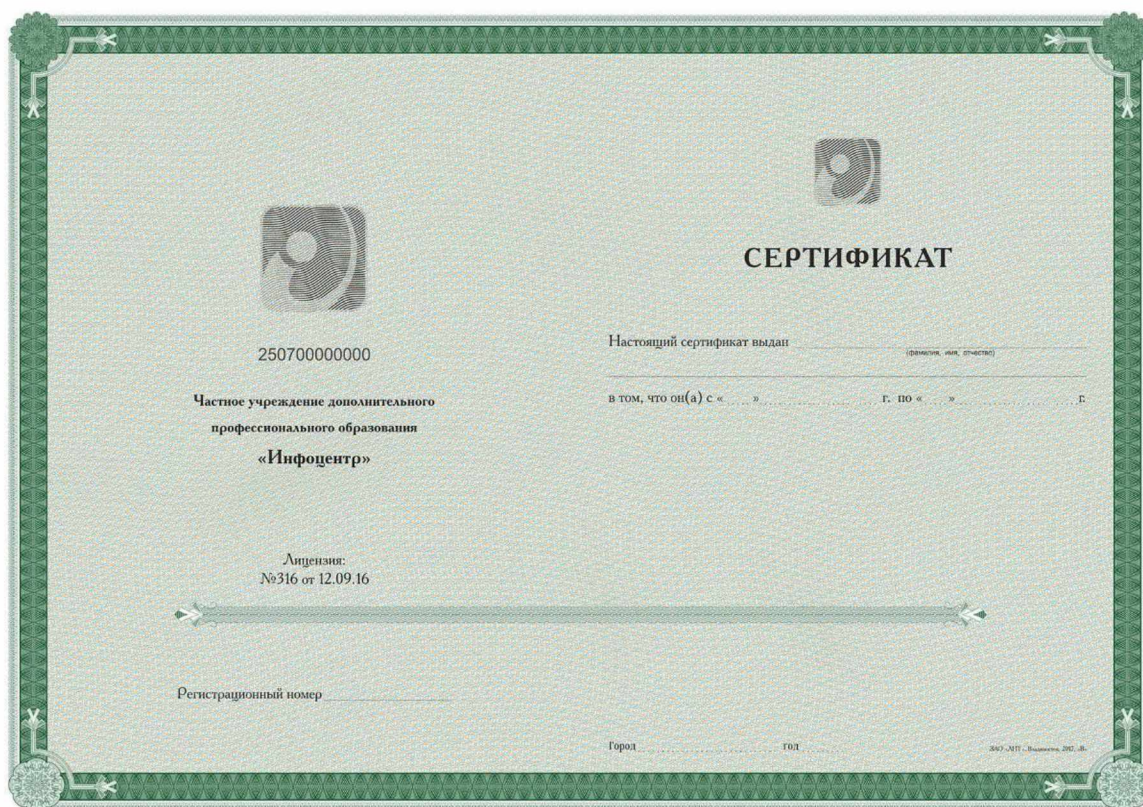 250700000000
Частное учреждение дополнительного
профессионального образования
«Инфоцентр»
Лицензия:
№316 от 12.09.16
Регистрационный номер
СЕРТИФИКАТ
Настоящий сертификат выдан
(фамилия, имя, отчество)
в том, что он(а) с « » г. по « » г.
Город год